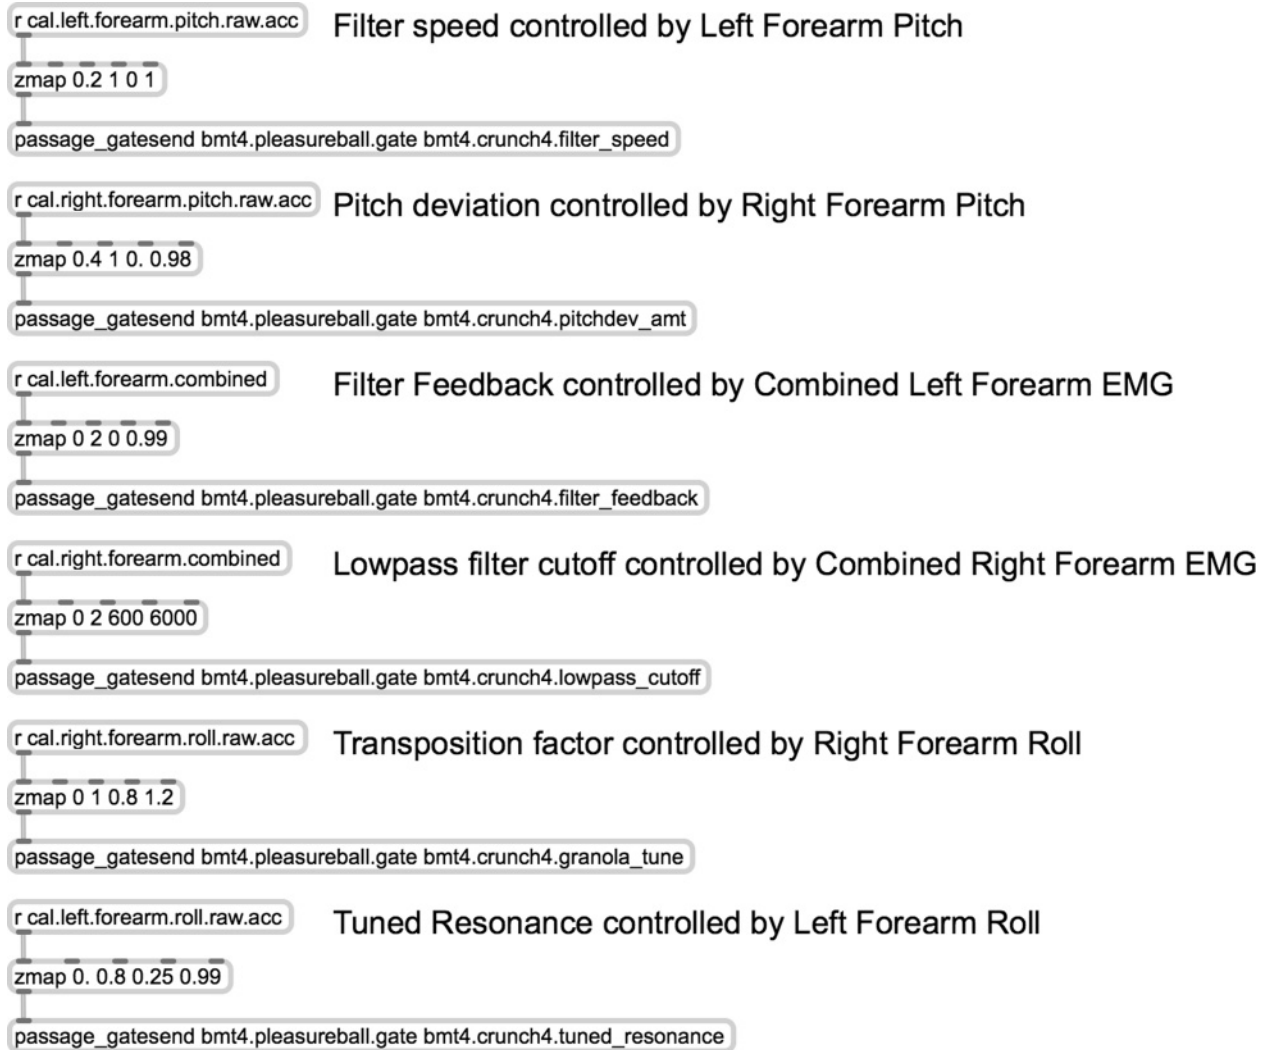 r cal.left.forearm.pitch.raw.acc
Filter speed controlled by Left Forearm Pitch
zmap 0.2 1 0 1
passage_gatesend bmt4.pleasureball.gate bmt4.crunch4.filter_speed
r cal.right.forearm.pitch.raw.acc
Pitch deviation controlled by Right Forearm Pitch
zmap 0.4 1 0. 0.98
passage_gatesend bmt4.pleasureball.gate bmt4.crunch4.pitchdev_amt
r cal.left.forearm.combined
Filter Feedback controlled by Combined Left Forearm EMG
zmap 0 2 0 0.99
passage_gatesend bmt4.pleasureball.gate bmt4.crunch4.filter_feedback
r cal.right.forearm.combined
Lowpass filter cutoff controlled by Combined Right Forearm EMG
zmap 0 2 600 6000
passage_gatesend bmt4.pleasureball.gate bmt4.crunch4.lowpass_cutoff
r cal.right.forearm.roll.raw.acc
Transposition factor controlled by Right Forearm Roll
zmap 0 1 0.8 1.2
passage_gatesend bmt4.pleasureball.gate bmt4.crunch4.granola_tune
r cal.left.forearm.roll.raw.acc
Tuned Resonance controlled by Left Forearm Roll
zmap 0. 0.8 0.25 0.99
passage_gatesend bmt4.pleasureball.gate bmt4.crunch4.tuned_resonance